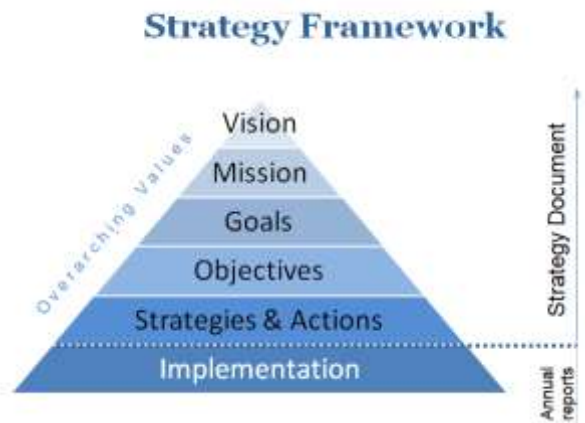 Strategy Framework
Overarching Values
Vision
Mission
Goals
Objectives
Strategies & Actions
Implementation
Strategy Document
Annual
reports